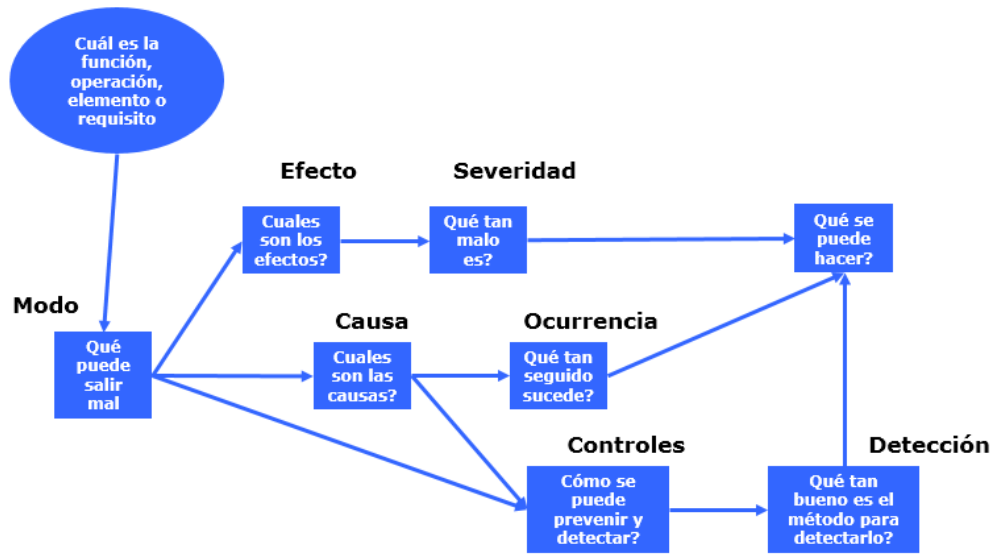 Cuál es la
función,
operación,
elemento o
requisito
Efecto
Severidad
Cuales
son los
efectos?
Qué tan
malo
es?
Qué se
puede
hacer?
Modo
Qué
puede
salir
mal
Causa
Ocurrencia
Cuales
son las
causas?
Qué tan
seguido
sucede?
Controles
Detección
Cómo se
puede
prevenir y
detectar?
Qué tan
bueno es el
método para
detectarlo?